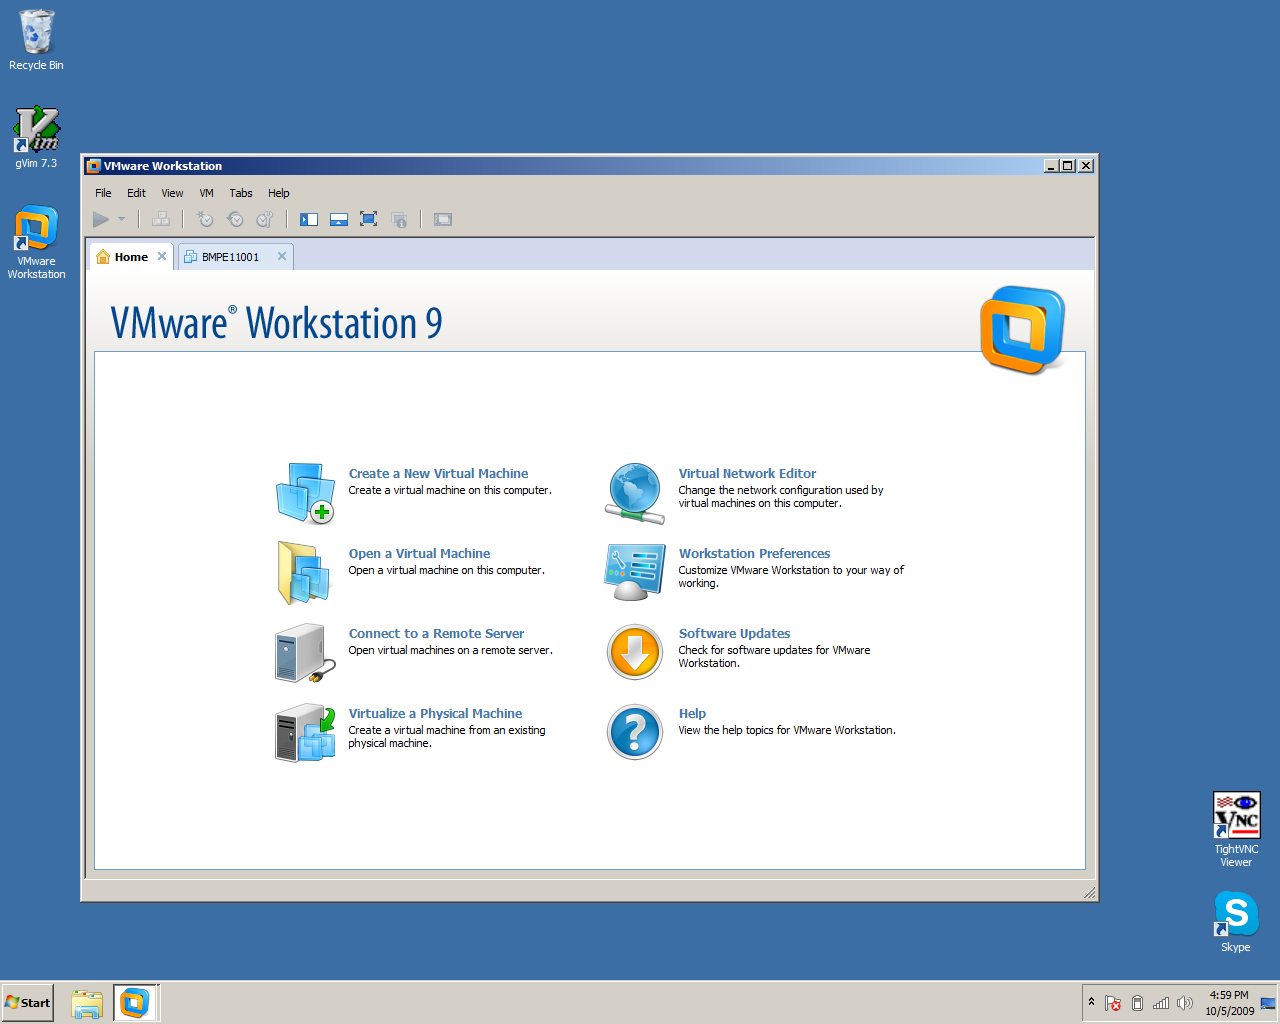 Recycle Bin
gVim 7.3
VMware
Workstation
VMware Workstation
File Edit View VM Tabs Help
Home BMPE11001
VMware® Workstation 9
Create a New Virtual Machine
Create a virtual machine on this computer.
Open a Virtual Machine
Open a virtual machine on this computer.
Connect to a Remote Server
Open virtual machines on a remote server.
Virtualize a Physical Machine
Create a virtual machine from an existing
physical machine.
Virtual Network Editor
Change the network configuration used by
virtual machines on this computer.
Workstation Preferences
Customize VMware Workstation to your way of
working.
Software Updates
Check for software updates for VMware
Workstation.
Help
View the help topics for VMware Workstation.
VNC
TightVNC
Viewer
Skype
Start
4:59 PM
10/5/2009